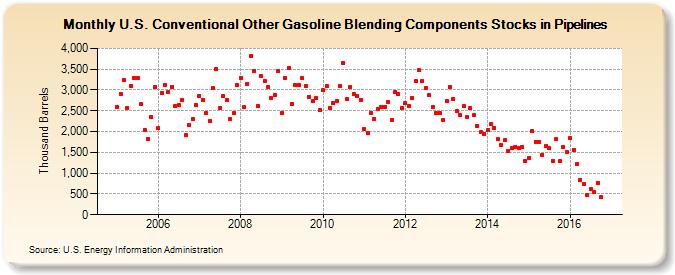 Monthly U.S. Conventional Other Gasoline Blending Components Stocks in Pipelines
Thousand Barrels
4,000
3,500
3,000
2,500
2,000
1,500
1,000
500
0
2006 2008 2010 2012 2014 2016
Source: U.S. Energy Information Administration